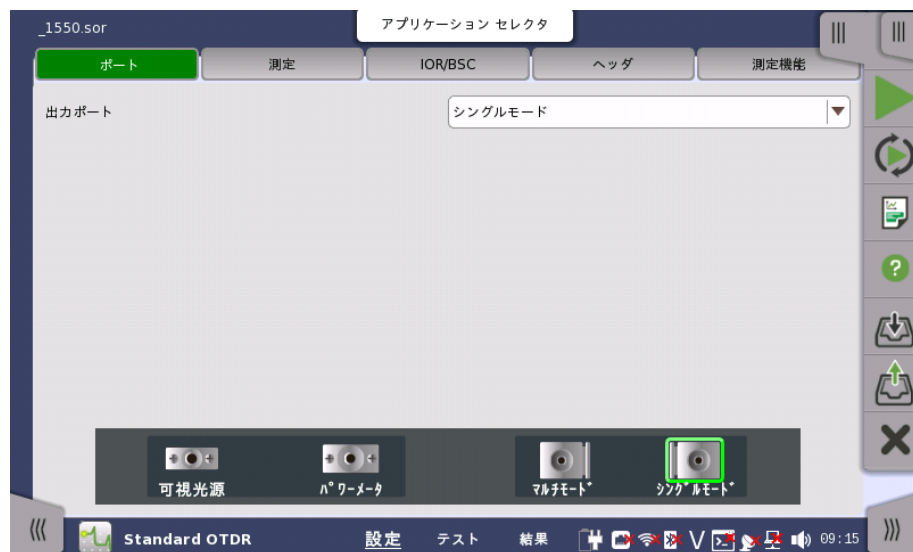 _1550.sor
アプリケーション セレクタ
ポート
測定
IOR/BSC
ヘッダ
測定機能
出力ポート
シングルモード
可視光源
パワーメータ
マルチモード
シングルモード
Standard OTDR
設定
テスト
結果
V
09:15